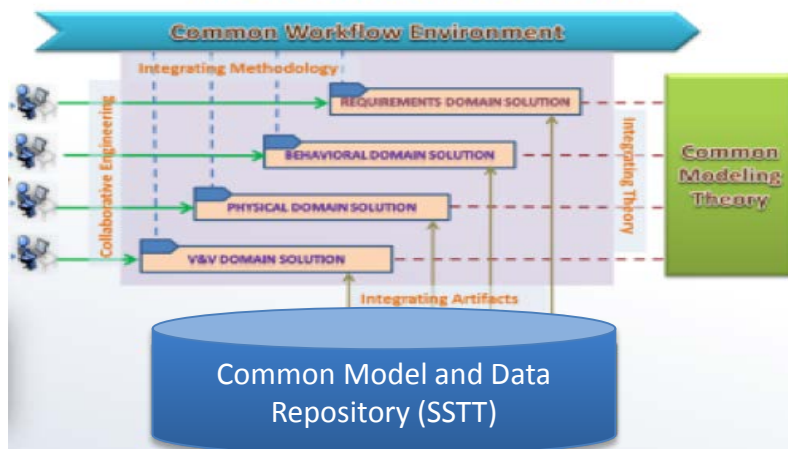 Common Workflow Environment
Integrating Methodology
REQUIREMENTS DOMAIN SOLUTION
BEHAVIORAL DOMAIN SOLUTION
PHYSICAL DOMAIN SOLUTION
V&V DOMAIN SOLUTION
Collaborative Engineering
Integrating Theory
Common
Modeling
Theory
Integrating Artifacts
Common Model and Data
Repository (SSTT)